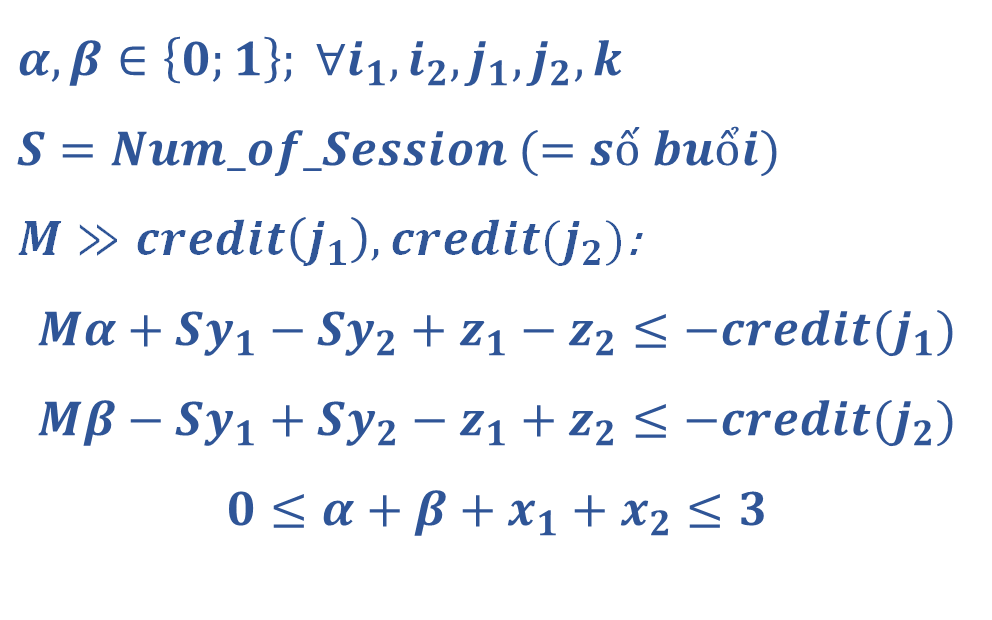 α, β ∈ {0; 1}; ∀i₁, i₂, j₁, j₂, k
S = Num_of_Session (= số buổi)
M ≫ credit(j₁), credit(j₂):
Mα + Sy₁ − Sy₂ + z₁ − z₂ ≤ −credit(j₁)
Mβ − Sy₁ + Sy₂ − z₁ + z₂ ≤ −credit(j₂)
0 ≤ α + β + x₁ + x₂ ≤ 3